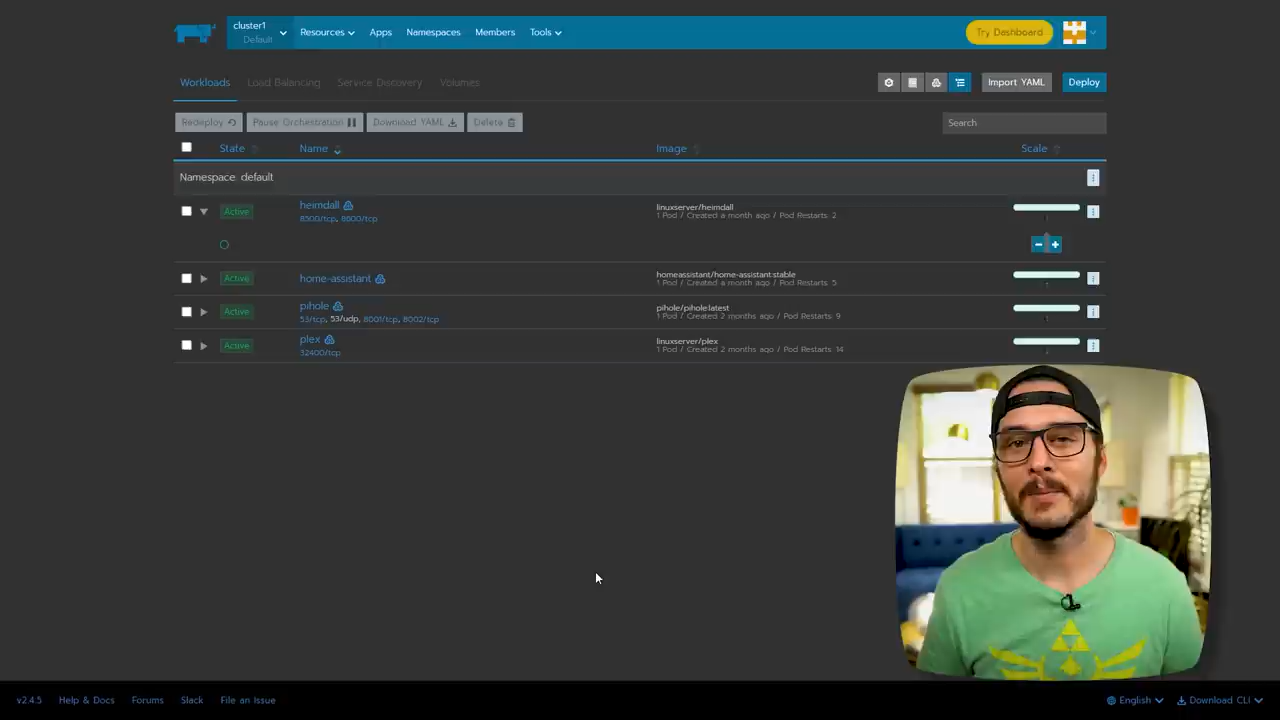 cluster1
Default
Resources
Apps
Namespaces
Members
Tools
Try Dashboard
Workloads
Load Balancing
Service Discovery
Volumes
Import YAML
Deploy
Redeploy
Pause Orchestration
Download YAML
Delete
Search
State
Name
Image
Scale
Namespace: default
Active
heimdall
8300/tcp, 8600/tcp
linuxserver/heimdall
1 Pod / Created a month ago / Pod Restarts: 2
Active
home-assistant
homeassistant/home-assistant:stable
1 Pod / Created a month ago / Pod Restarts: 5
Active
pihole
53/tcp, 53/udp, 8001/tcp, 8002/tcp
pihole/pihole:latest
1 Pod / Created 2 months ago / Pod Restarts: 9
Active
plex
32400/tcp
linuxserver/plex
1 Pod / Created 2 months ago / Pod Restarts: 14
v2.4.5
Help & Docs
Forums
Slack
File an Issue
English
Download CLI